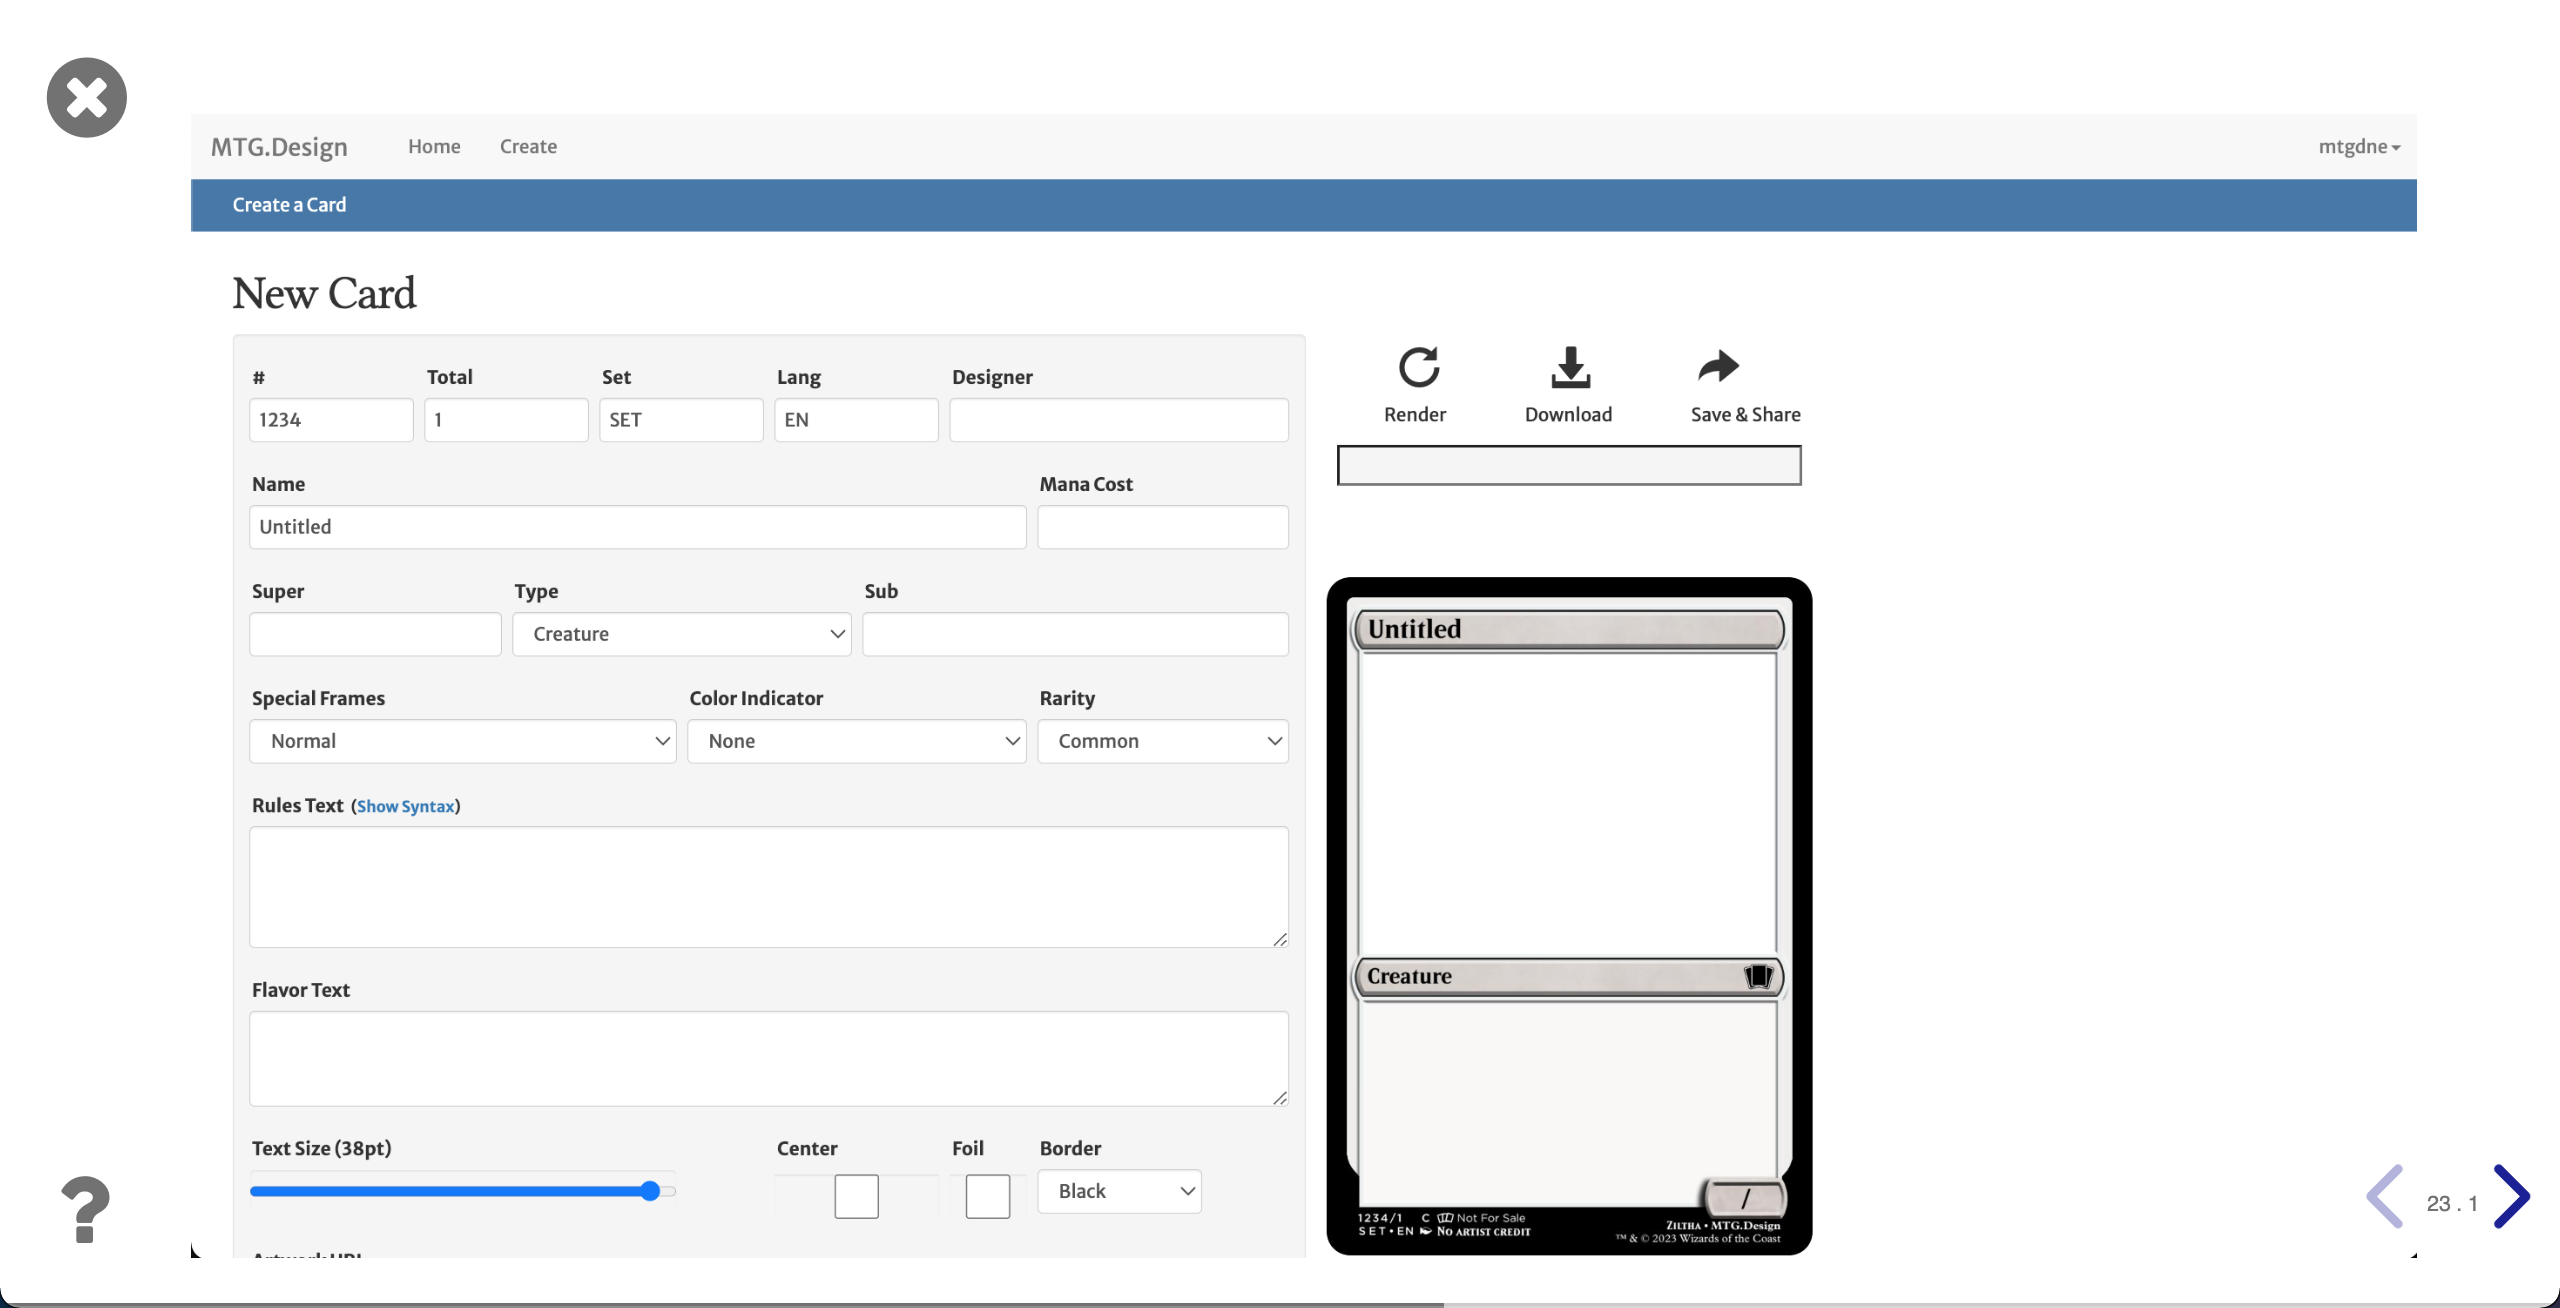 MTG.Design Home Create mtgdne
Create a Card
New Card
# Total Set Lang Designer
1234 1 SET EN
Name Mana Cost
Untitled
Super Type Sub
Creature
Special Frames Color Indicator Rarity
Normal None Common
Rules Text (Show Syntax)
Flavor Text
Text Size (38pt) Center Foil Border
Black
Render Download Save & Share
Untitled
Creature
/
1234/1 C Not For Sale
SET • EN No Artist Credit
Ziltha • MTG.Design
™ & © 2023 Wizards of the Coast
?
23 . 1